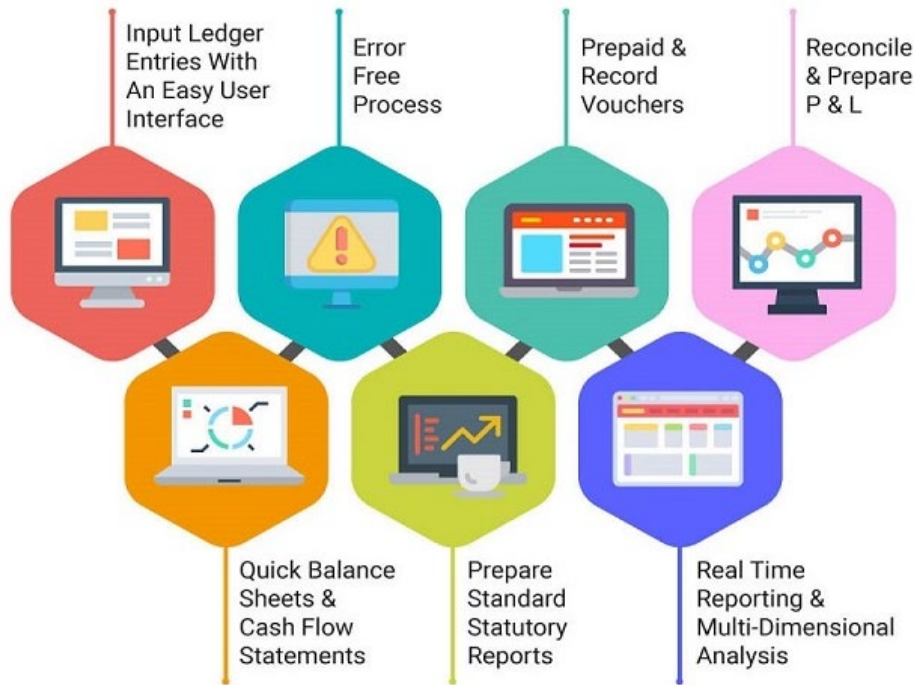 Input Ledger
Entries With
An Easy User
Interface
Error
Free
Process
Prepaid &
Record
Vouchers
Reconcile
& Prepare
P & L
Quick Balance
Sheets &
Cash Flow
Statements
Prepare
Standard
Statutory
Reports
Real Time
Reporting &
Multi-Dimensional
Analysis